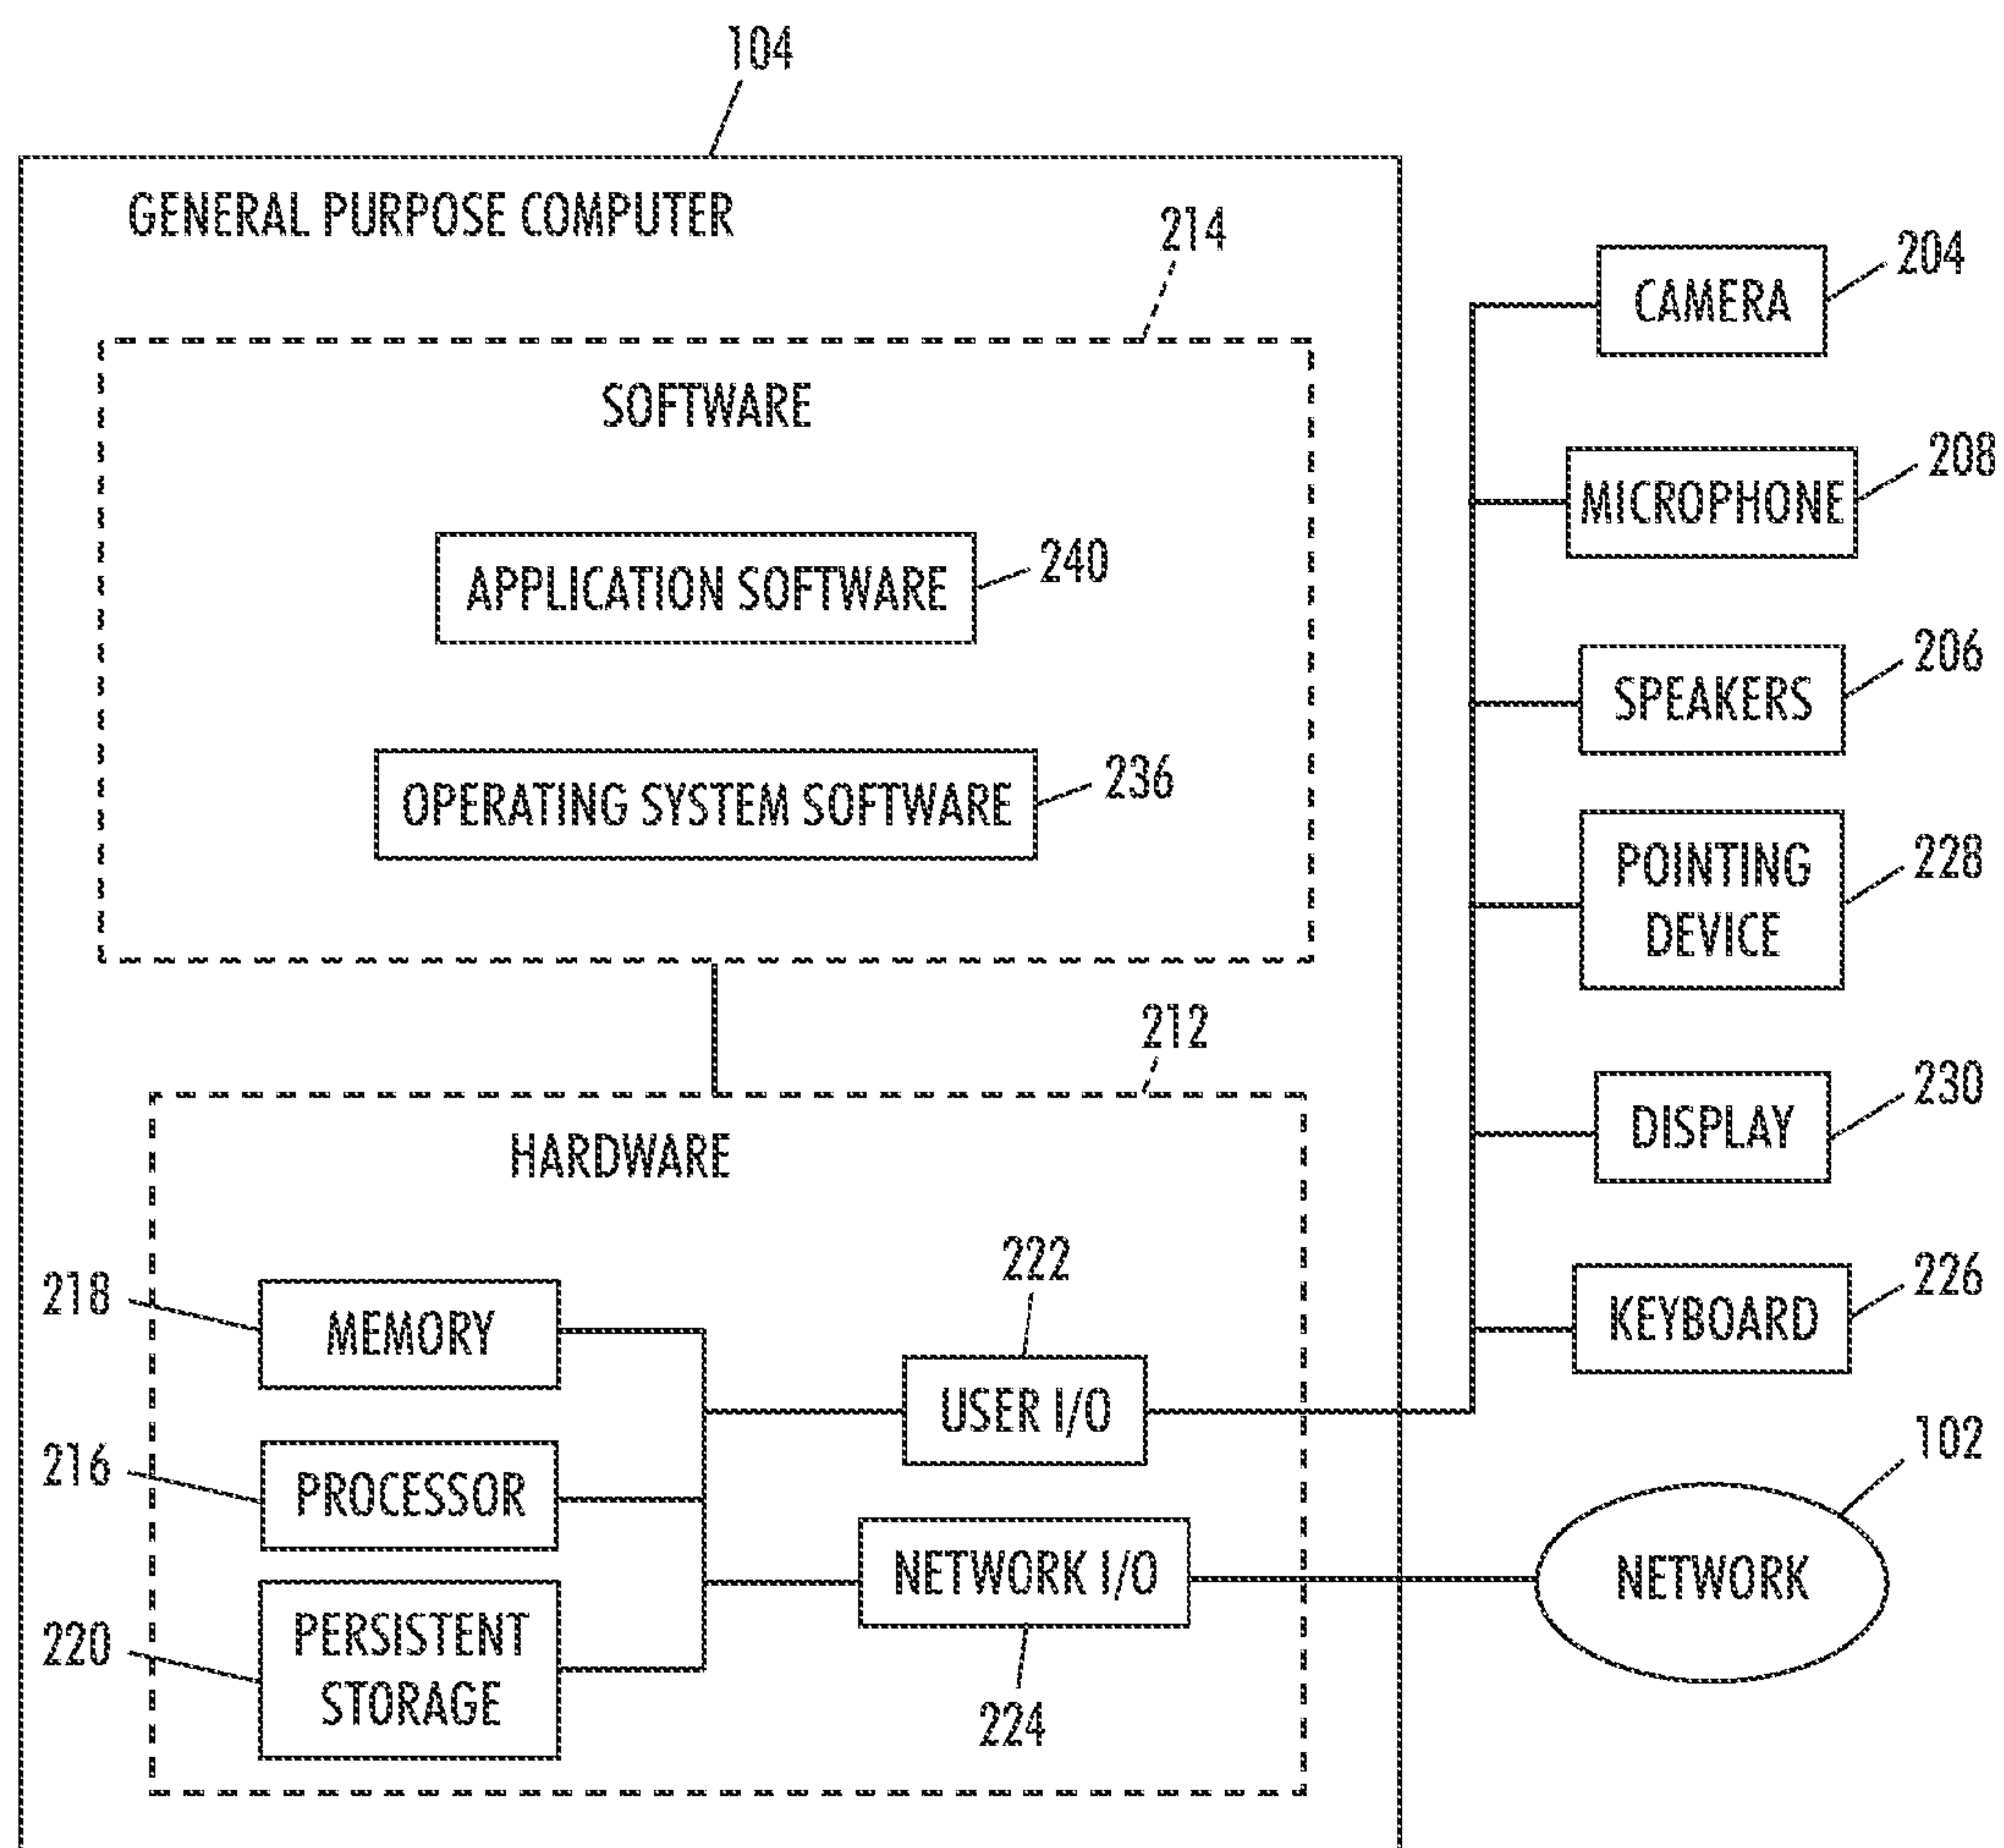 104
GENERAL PURPOSE COMPUTER
214
SOFTWARE
APPLICATION SOFTWARE
240
OPERATING SYSTEM SOFTWARE
236
212
HARDWARE
218
MEMORY
216
PROCESSOR
220
PERSISTENT
STORAGE
222
USER I/O
NETWORK I/O
224
CAMERA
204
MICROPHONE
208
SPEAKERS
206
POINTING
DEVICE
228
DISPLAY
230
KEYBOARD
226
102
NETWORK